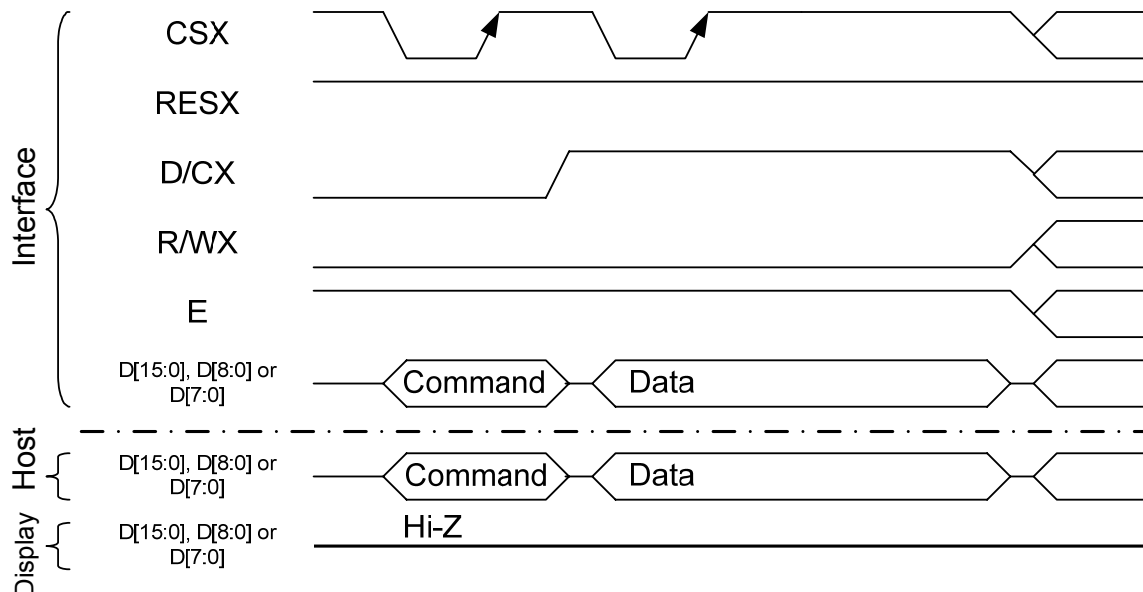 Interface
CSX
RESX
D/CX
R/WX
E
D[15:0], D[8:0] or
D[7:0]
Command
Data
Host
D[15:0], D[8:0] or
D[7:0]
Command
Data
Display
D[15:0], D[8:0] or
D[7:0]
Hi-Z